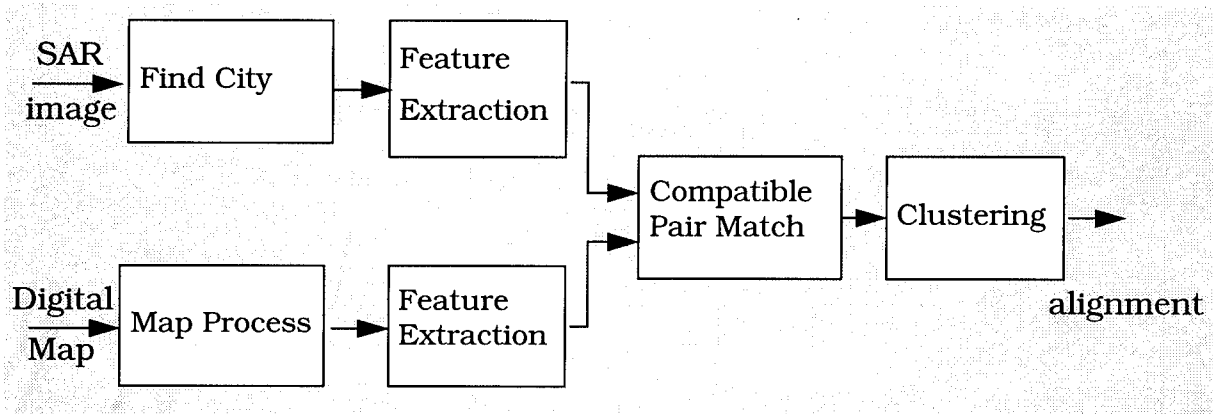 SAR
image
Find City
Feature
Extraction
Compatible
Pair Match
Clustering
alignment
Digital
Map
Map Process
Feature
Extraction